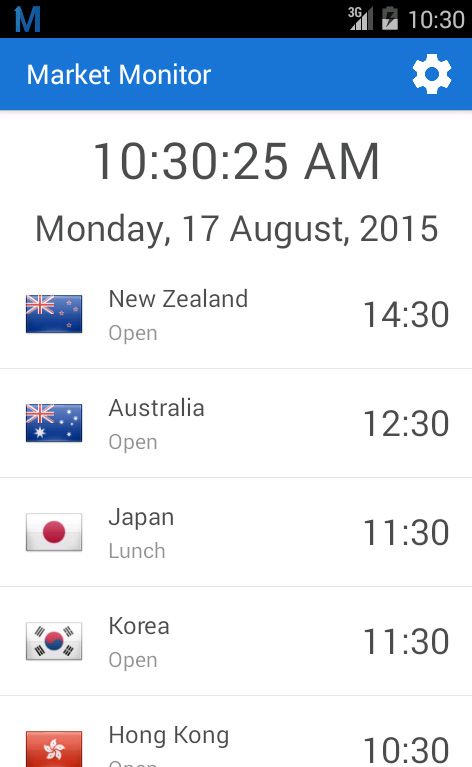 M
3G
10:30
Market Monitor
10:30:25 AM
Monday, 17 August, 2015
New Zealand
14:30
Open
Australia
12:30
Open
Japan
11:30
Lunch
Korea
11:30
Open
Hong Kong
10:30
Open